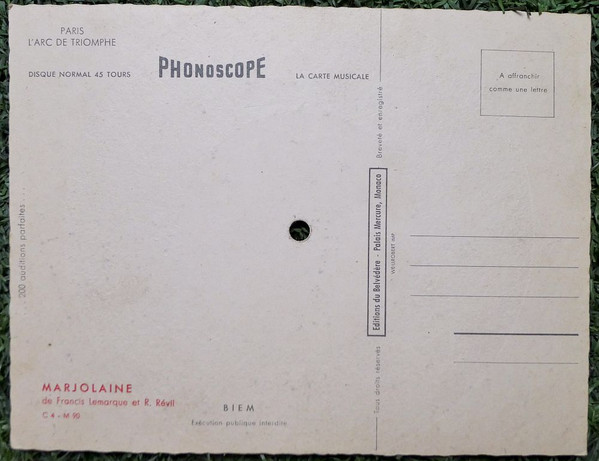 PARIS
L'ARC DE TRIOMPHE
DISQUE NORMAL 45 TOURS
PHONOSCOPE
LA CARTE MUSICALE
A affranchir
comme une lettre
Breveté et enregistré
Editions du Belvédère - Palais Mercure, Monaco
Tous droits réservés
200 auditions parfaites
MARJOLAINE
de Francis Lemarque et R. Révil
BIEM
Exécution publique interdite